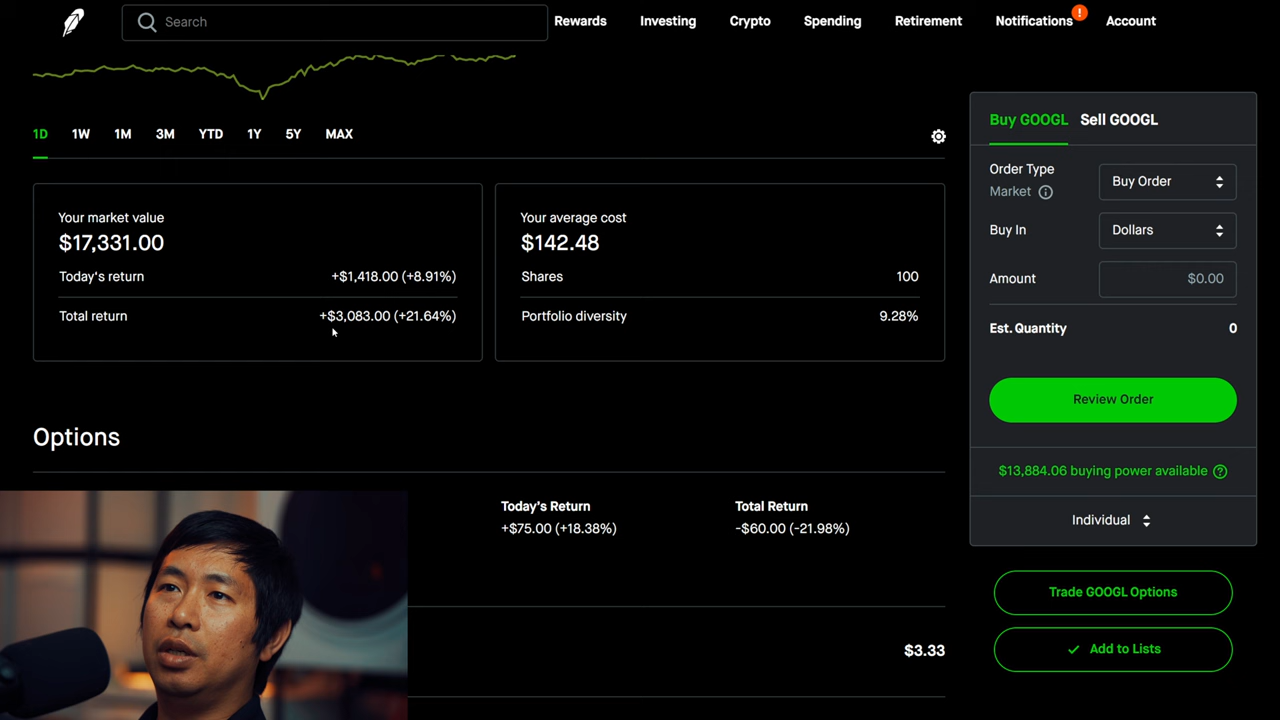 Search
Rewards
Investing
Crypto
Spending
Retirement
Notifications
!
Account
1D
1W
1M
3M
YTD
1Y
5Y
MAX
Your market value
$17,331.00
Today's return +$1,418.00 (+8.91%)
Total return +$3,083.00 (+21.64%)
Your average cost
$142.48
Shares 100
Portfolio diversity 9.28%
Options
Today's Return
+$75.00 (+18.38%)
Total Return
-$60.00 (-21.98%)
$3.33
Buy GOOGL
Sell GOOGL
Order Type
Market
Buy Order
Buy In
Dollars
Amount
$0.00
Est. Quantity 0
Review Order
$13,884.06 buying power available
Individual
Trade GOOGL Options
Add to Lists